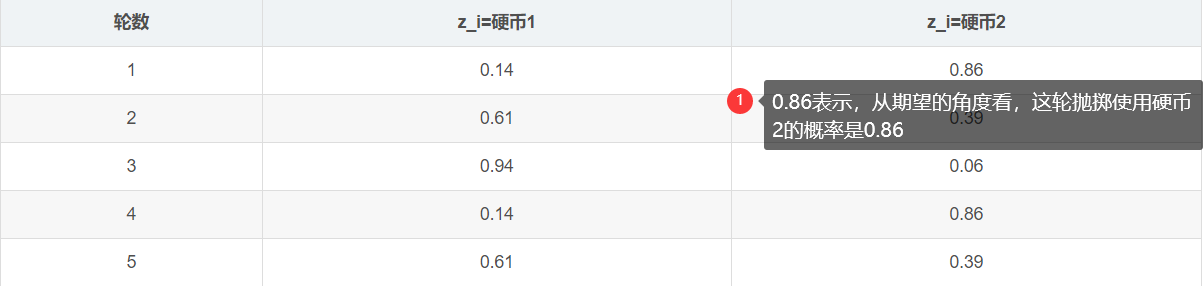 轮数 z_i=硬币1 z_i=硬币2
1 0.14 0.86
1 0.86表示，从期望的角度看，这轮抛掷使用硬币
2 0.61 0.39
2的概率是0.86
3 0.94 0.06
4 0.14 0.86
5 0.61 0.39